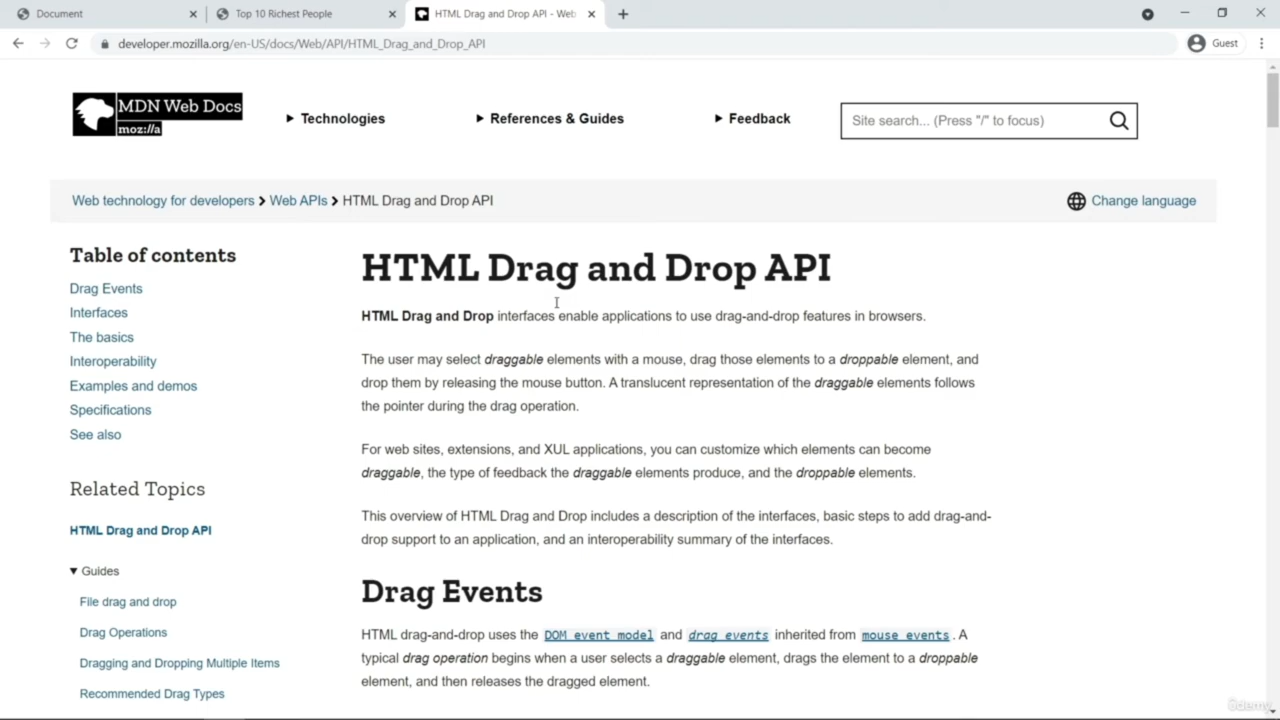 Document
Top 10 Richest People
HTML Drag and Drop API - Web
developer.mozilla.org/en-US/docs/Web/API/HTML_Drag_and_Drop_API
Guest
MDN Web Docs
moz://a
Technologies
References & Guides
Feedback
Site search... (Press "/" to focus)
Web technology for developers
Web APIs
HTML Drag and Drop API
Change language
Table of contents
Drag Events
Interfaces
The basics
Interoperability
Examples and demos
Specifications
See also
Related Topics
HTML Drag and Drop API
Guides
File drag and drop
Drag Operations
Dragging and Dropping Multiple Items
Recommended Drag Types
HTML Drag and Drop API
HTML Drag and Drop interfaces enable applications to use drag-and-drop features in browsers.
The user may select draggable elements with a mouse, drag those elements to a droppable element, and
drop them by releasing the mouse button. A translucent representation of the draggable elements follows
the pointer during the drag operation.
For web sites, extensions, and XUL applications, you can customize which elements can become
draggable, the type of feedback the draggable elements produce, and the droppable elements.
This overview of HTML Drag and Drop includes a description of the interfaces, basic steps to add drag-and-
drop support to an application, and an interoperability summary of the interfaces.
Drag Events
HTML drag-and-drop uses the DOM event model and drag events inherited from mouse events. A
typical drag operation begins when a user selects a draggable element, drags the element to a droppable
element, and then releases the dragged element.
ûdemy